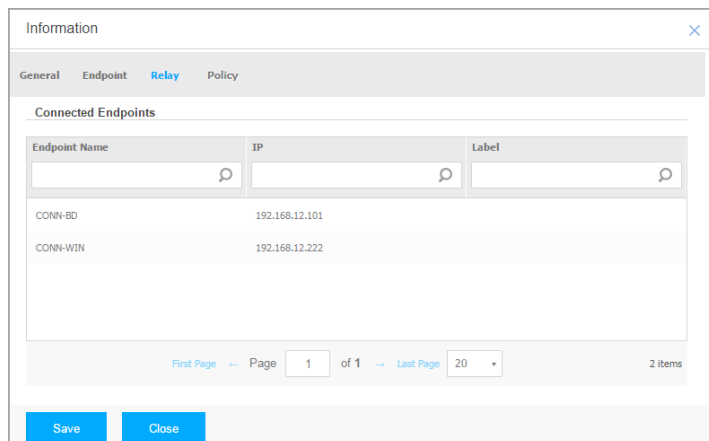 Information
General Endpoint Relay Policy
Connected Endpoints
Endpoint Name IP Label
CONN-BD 192.168.12.101
CONN-WIN 192.168.12.222
First Page ← Page 1 of 1 → Last Page 20 2 items
Save Close